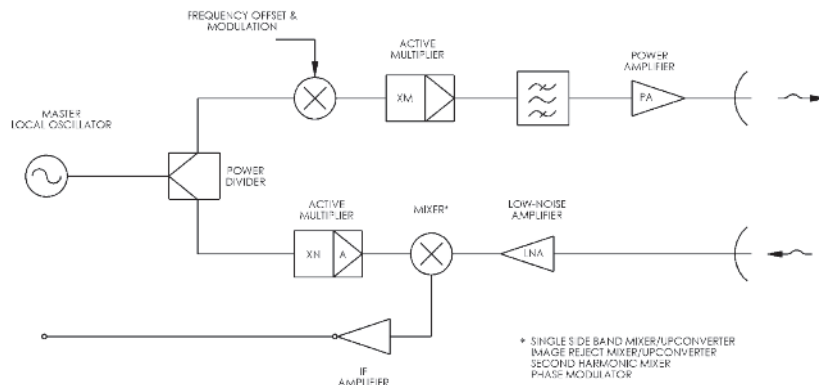 FREQUENCY OFFSET &
MODULATION
ACTIVE
MULTIPLIER
POWER
AMPLIFIER
MASTER
LOCAL OSCILLATOR
XM
PA
POWER
DIVIDER
ACTIVE
MULTIPLIER
MIXER*
LOW-NOISE
AMPLIFIER
XN
A
LNA
* SINGLE SIDE BAND MIXER/UPCONVERTER
IMAGE REJECT MIXER/UPCONVERTER
SECOND HARMONIC MIXER
PHASE MODULATOR
IF
AMPLIFIER